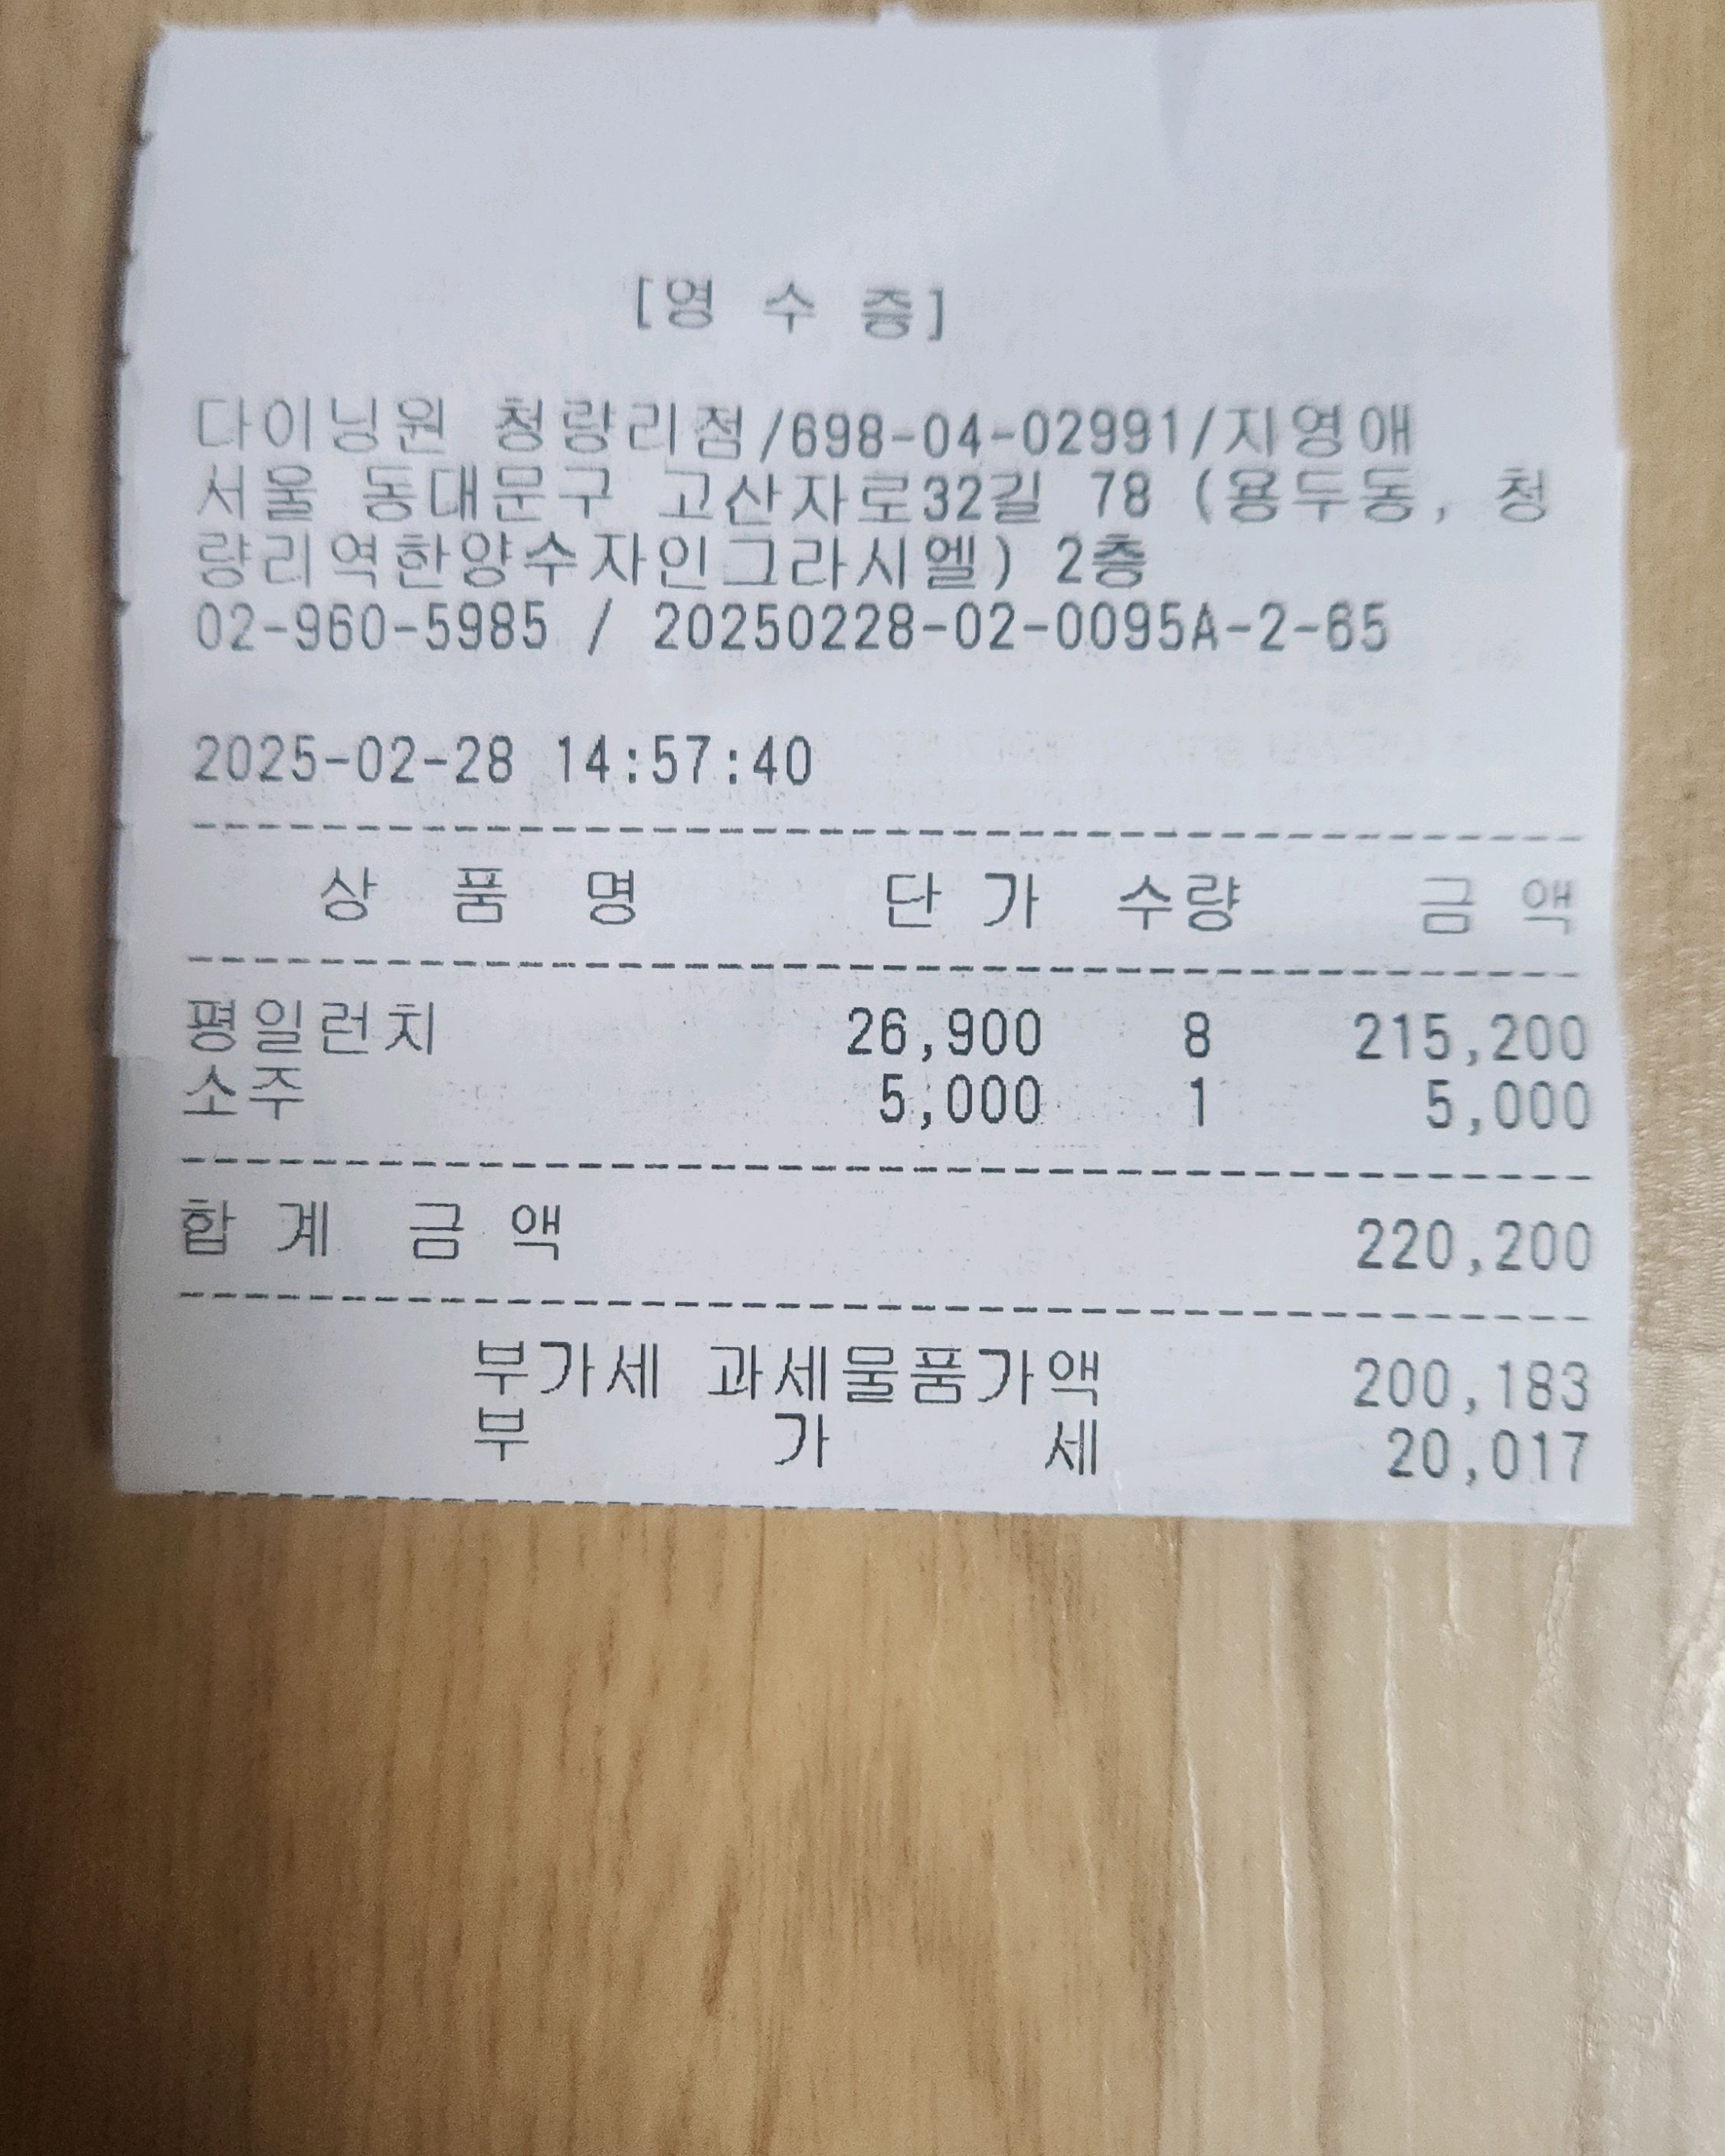 [영 수 증]
다이닝원 청량리점/698-04-02991/지영애
서울 동대문구 고산자로32길 78 (용두동, 청
량리역한양수자인그라시엘) 2층
02-960-5985 / 20250228-02-0095A-2-65
2025-02-28 14:57:40
상 품 명 단 가 수량 금 액
평일런치 26,900 8 215,200
소주 5,000 1 5,000
합 계 금 액 220,200
부가세 과세물품가액 200,183
부 가 세 20,017